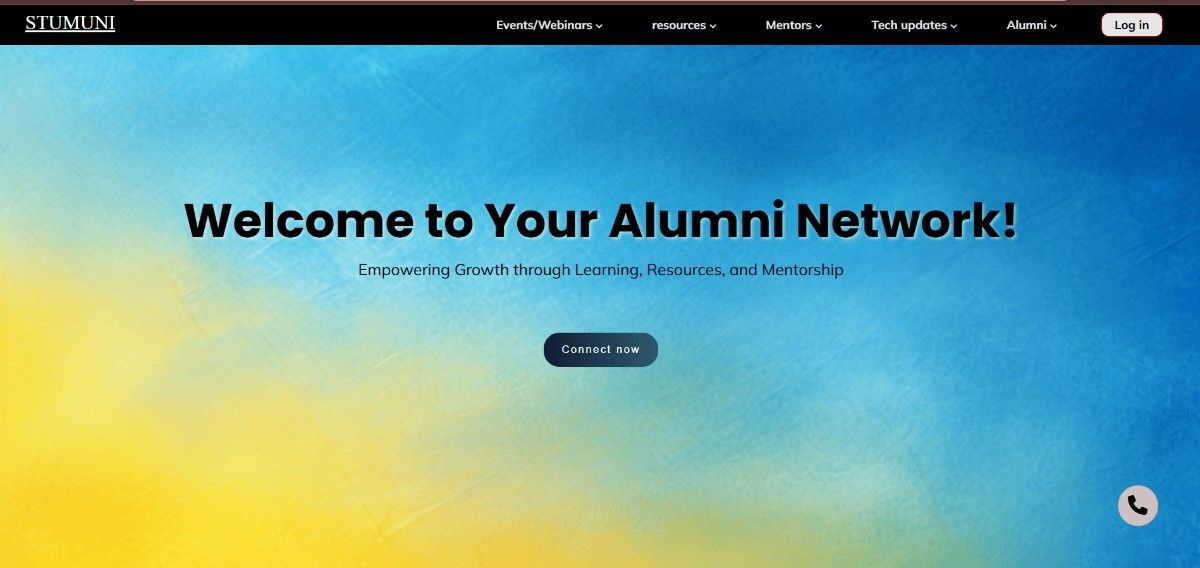 STUMUNI
Events/Webinars
resources
Mentors
Tech updates
Alumni
Log in
Welcome to Your Alumni Network!
Empowering Growth through Learning, Resources, and Mentorship
Connect now